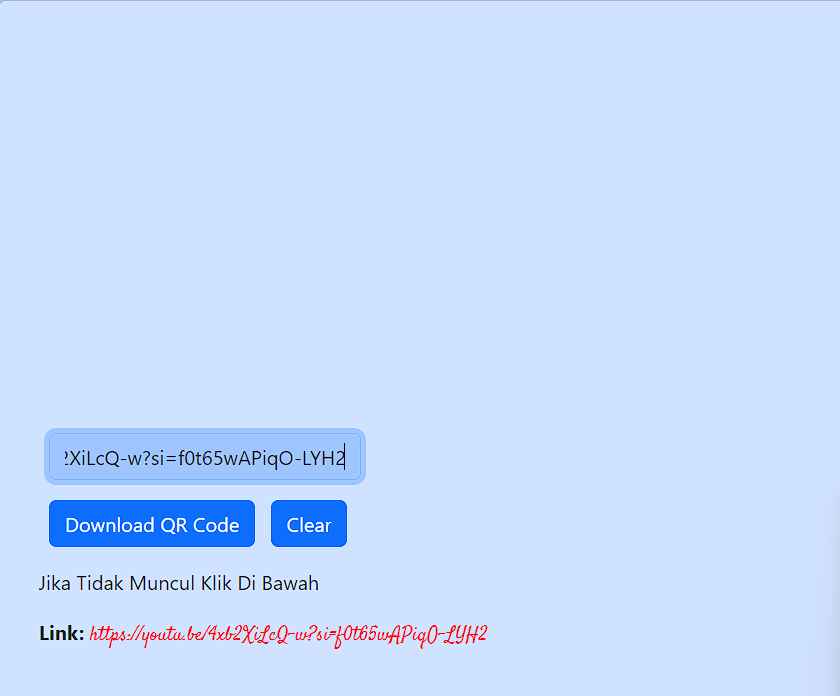 2XiLcQ-w?si=f0t65wAPiqO-LYH2
Download QR Code Clear
Jika Tidak Muncul Klik Di Bawah
Link: https://youtu.be/4xb2XiLcQ-w?si=f0t65wAPiqO-LYH2